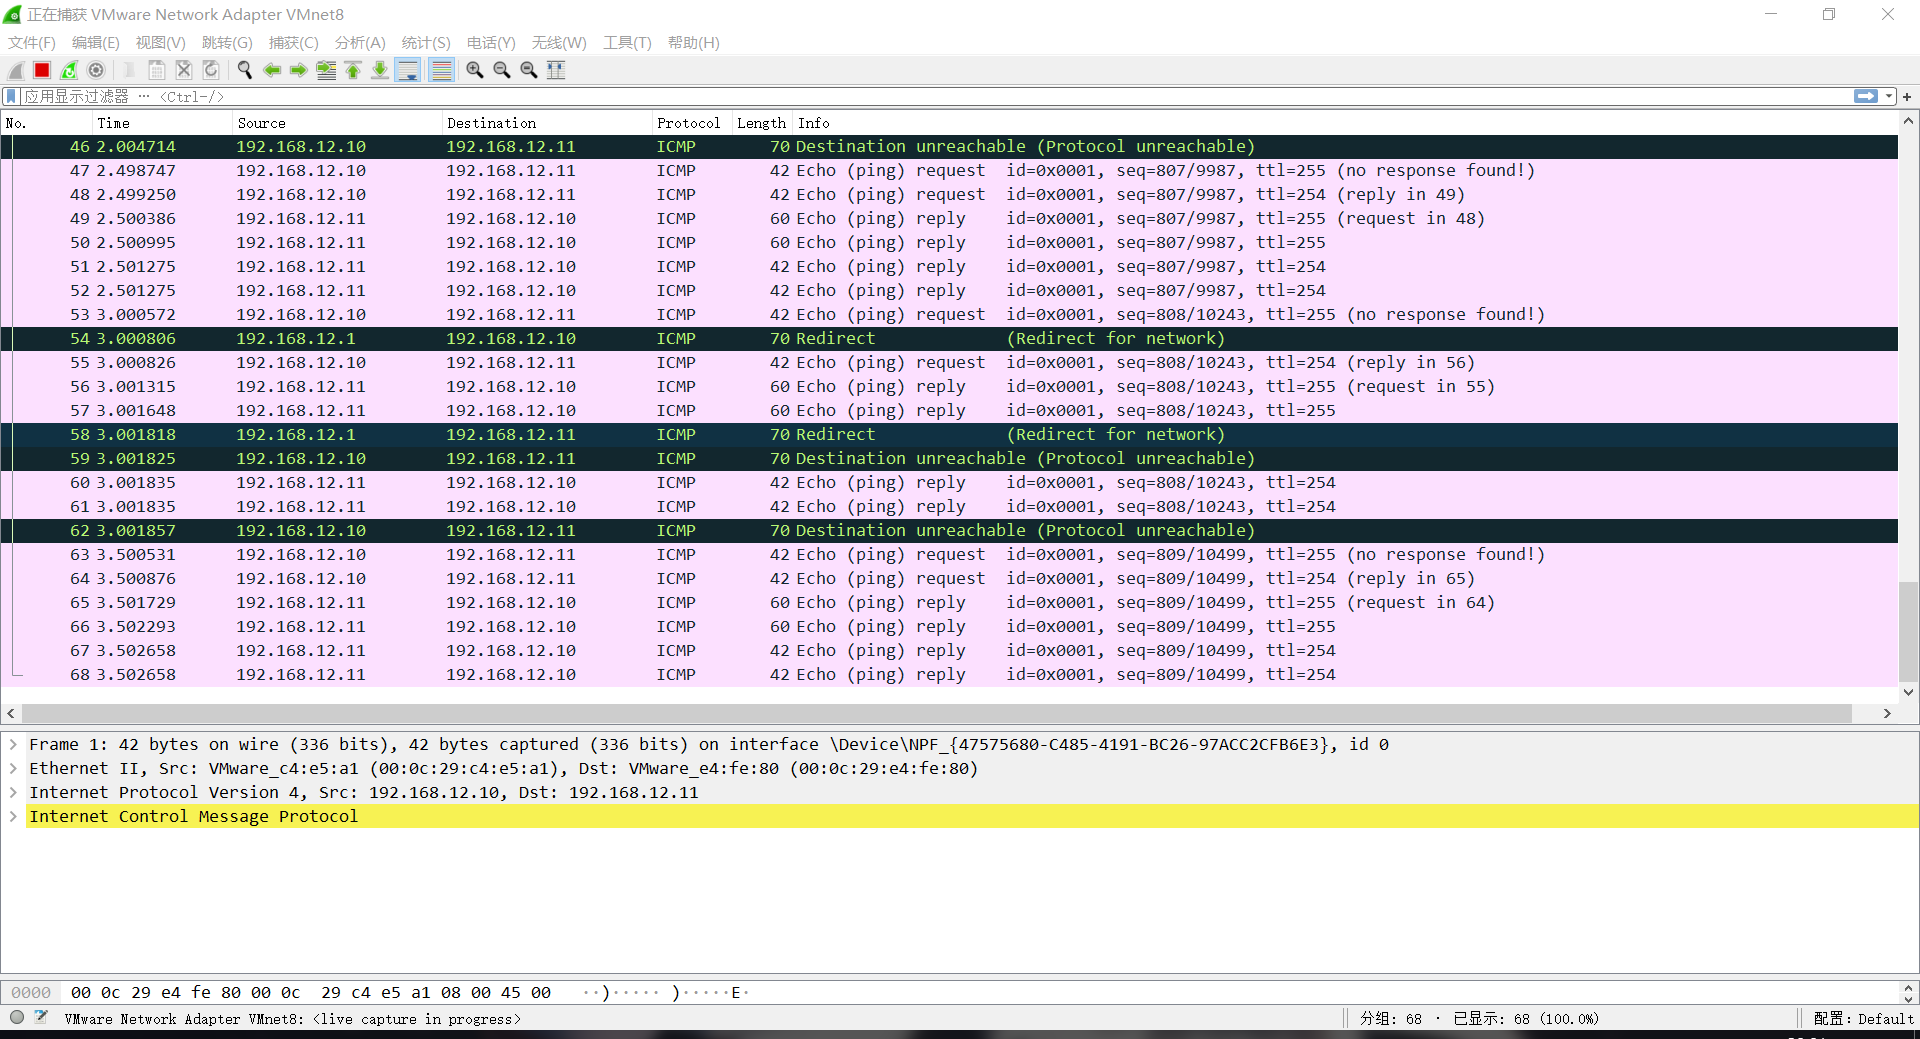 正在捕获 VMware Network Adapter VMnet8
文件(F) 编辑(E) 视图(V) 跳转(G) 捕获(C) 分析(A) 统计(S) 电话(Y) 无线(W) 工具(T) 帮助(H)
应用显示过滤器 … <Ctrl-/>
No. Time Source Destination Protocol Length Info
46 2.004714 192.168.12.10 192.168.12.11 ICMP 70 Destination unreachable (Protocol unreachable)
47 2.498747 192.168.12.10 192.168.12.11 ICMP 42 Echo (ping) request id=0x0001, seq=807/9987, ttl=255 (no response found!)
48 2.499250 192.168.12.10 192.168.12.11 ICMP 42 Echo (ping) request id=0x0001, seq=807/9987, ttl=254 (reply in 49)
49 2.500386 192.168.12.11 192.168.12.10 ICMP 60 Echo (ping) reply id=0x0001, seq=807/9987, ttl=255 (request in 48)
50 2.500995 192.168.12.11 192.168.12.10 ICMP 60 Echo (ping) reply id=0x0001, seq=807/9987, ttl=255
51 2.501275 192.168.12.11 192.168.12.10 ICMP 42 Echo (ping) reply id=0x0001, seq=807/9987, ttl=254
52 2.501275 192.168.12.11 192.168.12.10 ICMP 42 Echo (ping) reply id=0x0001, seq=807/9987, ttl=254
53 3.000572 192.168.12.10 192.168.12.11 ICMP 42 Echo (ping) request id=0x0001, seq=808/10243, ttl=255 (no response found!)
54 3.000806 192.168.12.1 192.168.12.10 ICMP 70 Redirect (Redirect for network)
55 3.000826 192.168.12.10 192.168.12.11 ICMP 42 Echo (ping) request id=0x0001, seq=808/10243, ttl=254 (reply in 56)
56 3.001315 192.168.12.11 192.168.12.10 ICMP 60 Echo (ping) reply id=0x0001, seq=808/10243, ttl=255 (request in 55)
57 3.001648 192.168.12.11 192.168.12.10 ICMP 60 Echo (ping) reply id=0x0001, seq=808/10243, ttl=255
58 3.001818 192.168.12.1 192.168.12.11 ICMP 70 Redirect (Redirect for network)
59 3.001825 192.168.12.10 192.168.12.11 ICMP 70 Destination unreachable (Protocol unreachable)
60 3.001835 192.168.12.11 192.168.12.10 ICMP 42 Echo (ping) reply id=0x0001, seq=808/10243, ttl=254
61 3.001835 192.168.12.11 192.168.12.10 ICMP 42 Echo (ping) reply id=0x0001, seq=808/10243, ttl=254
62 3.001857 192.168.12.10 192.168.12.11 ICMP 70 Destination unreachable (Protocol unreachable)
63 3.500531 192.168.12.10 192.168.12.11 ICMP 42 Echo (ping) request id=0x0001, seq=809/10499, ttl=255 (no response found!)
64 3.500876 192.168.12.10 192.168.12.11 ICMP 42 Echo (ping) request id=0x0001, seq=809/10499, ttl=254 (reply in 65)
65 3.501729 192.168.12.11 192.168.12.10 ICMP 60 Echo (ping) reply id=0x0001, seq=809/10499, ttl=255 (request in 64)
66 3.502293 192.168.12.11 192.168.12.10 ICMP 60 Echo (ping) reply id=0x0001, seq=809/10499, ttl=255
67 3.502658 192.168.12.11 192.168.12.10 ICMP 42 Echo (ping) reply id=0x0001, seq=809/10499, ttl=254
68 3.502658 192.168.12.11 192.168.12.10 ICMP 42 Echo (ping) reply id=0x0001, seq=809/10499, ttl=254
Frame 1: 42 bytes on wire (336 bits), 42 bytes captured (336 bits) on interface \Device\NPF_{47575680-C485-4191-BC26-97ACC2CFB6E3}, id 0
Ethernet II, Src: VMware_c4:e5:a1 (00:0c:29:c4:e5:a1), Dst: VMware_e4:fe:80 (00:0c:29:e4:fe:80)
Internet Protocol Version 4, Src: 192.168.12.10, Dst: 192.168.12.11
Internet Control Message Protocol
0000 00 0c 29 e4 fe 80 00 0c 29 c4 e5 a1 08 00 45 00 ··)····· )·····E·
VMware Network Adapter VMnet8: <live capture in progress> 分组: 68 · 已显示: 68 (100.0%) 配置: Default